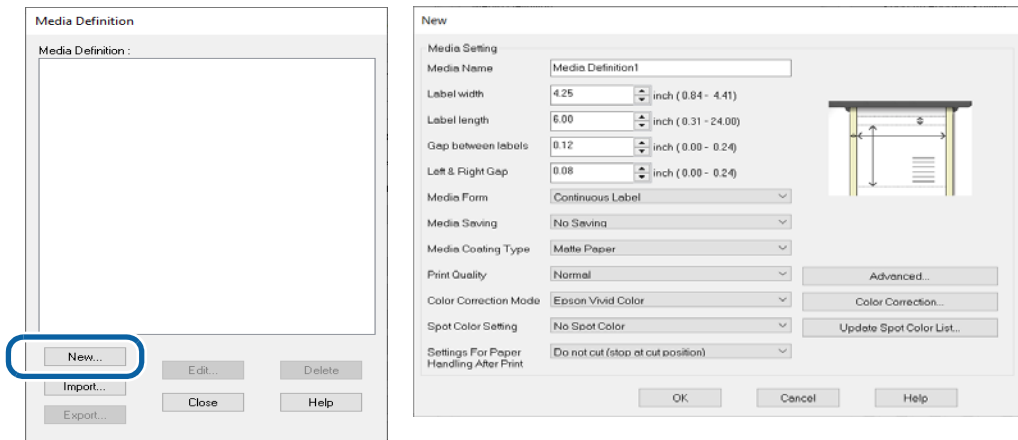 Media Definition
Media Definition :
New...
Edit...
Delete
Import...
Close
Help
Export...
New
Media Setting
Media Name Media Definition1
Label width 4.25 inch ( 0.84 - 4.41)
Label length 6.00 inch ( 0.31 - 24.00)
Gap between labels 0.12 inch ( 0.00 - 0.24)
Left & Right Gap 0.08 inch ( 0.00 - 0.24)
Media Form Continuous Label
Media Saving No Saving
Media Coating Type Matte Paper
Print Quality Normal Advanced...
Color Correction Mode Epson Vivid Color Color Correction...
Spot Color Setting No Spot Color Update Spot Color List...
Settings For Paper Do not cut (stop at cut position)
Handling After Print
OK Cancel Help